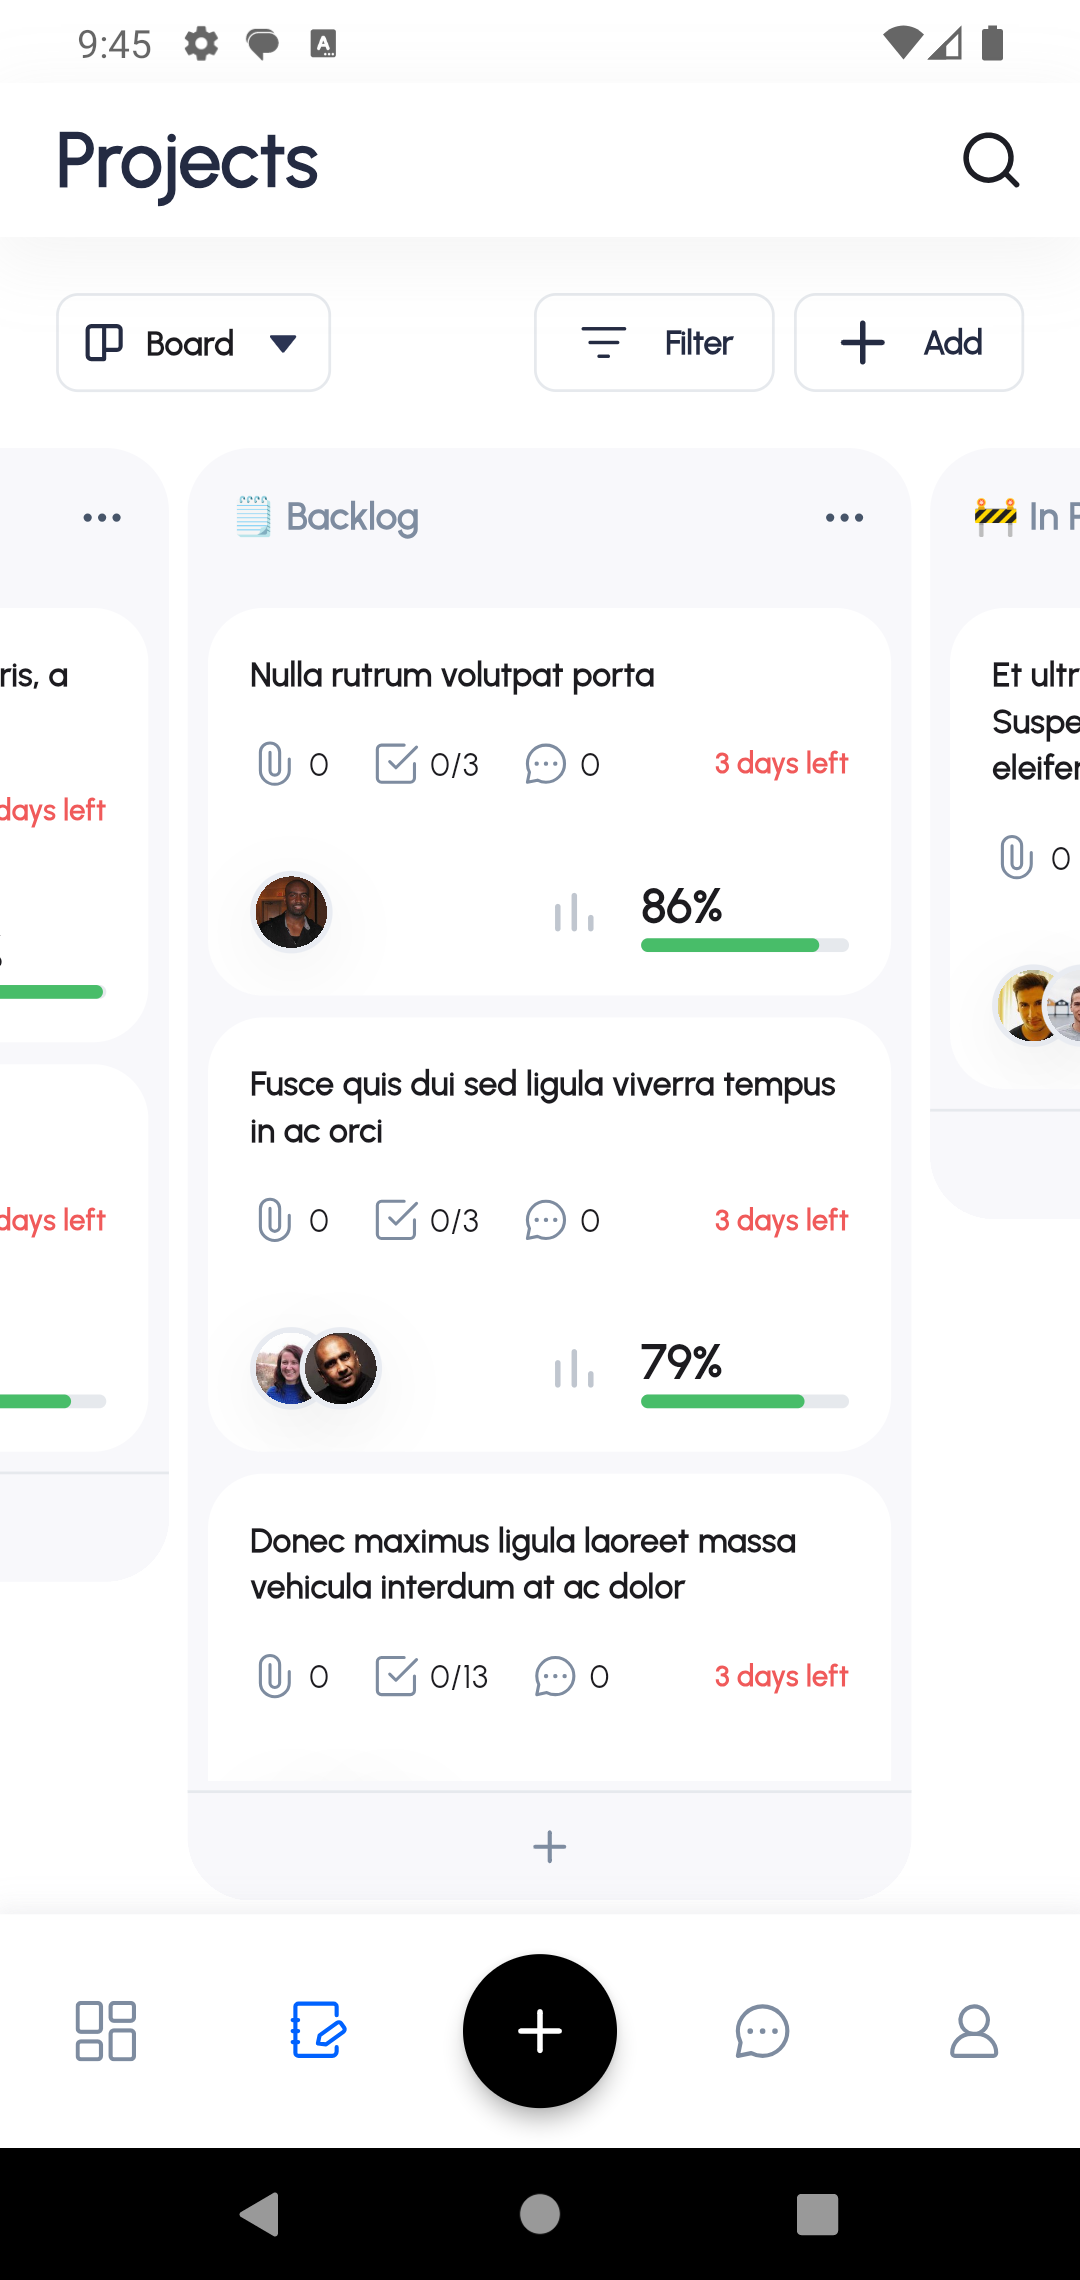 9:45
Projects
Board
Filter
Add
Backlog
In
ris, a
days left
days left
Nulla rutrum volutpat porta
0
0/3
0
3 days left
86%
Fusce quis dui sed ligula viverra tempus
in ac orci
0
0/3
0
3 days left
79%
Donec maximus ligula laoreet massa
vehicula interdum at ac dolor
0
0/13
0
3 days left
Et ultr
Suspe
eleifer
0